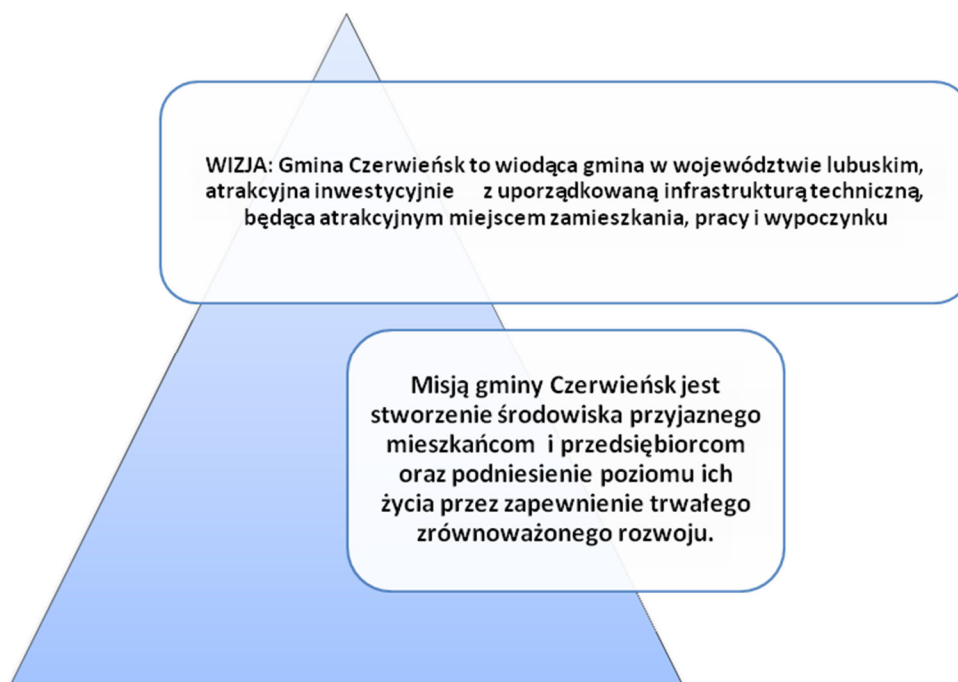 WIZJA: Gmina Czerwieńsk to wiodąca gmina w województwie lubuskim,
atrakcyjna inwestycyjnie z uporządkowaną infrastrukturą techniczną,
będąca atrakcyjnym miejscem zamieszkania, pracy i wypoczynku
Misją gminy Czerwieńsk jest
stworzenie środowiska przyjaznego
mieszkańcom i przedsiębiorcom
oraz podniesienie poziomu ich
życia przez zapewnienie trwałego
zrównoważonego rozwoju.